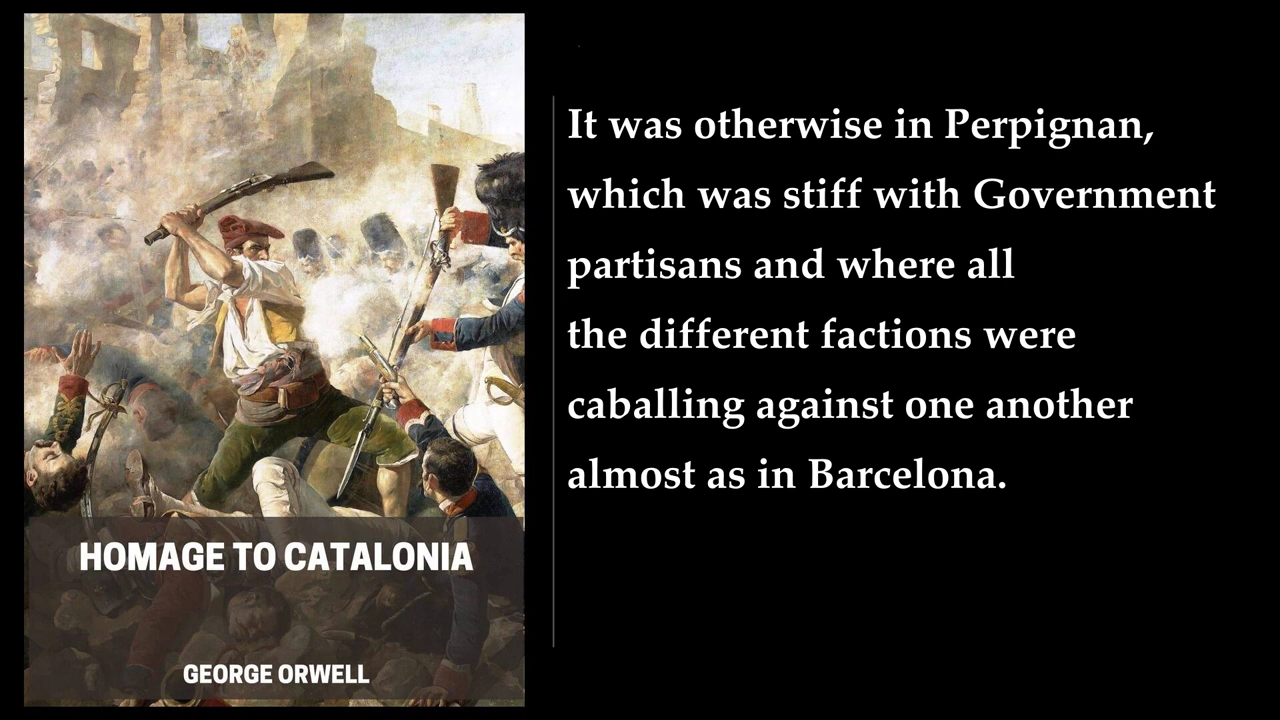 HOMAGE TO CATALONIA
GEORGE ORWELL
It was otherwise in Perpignan,
which was stiff with Government
partisans and where all
the different factions were
caballing against one another
almost as in Barcelona.